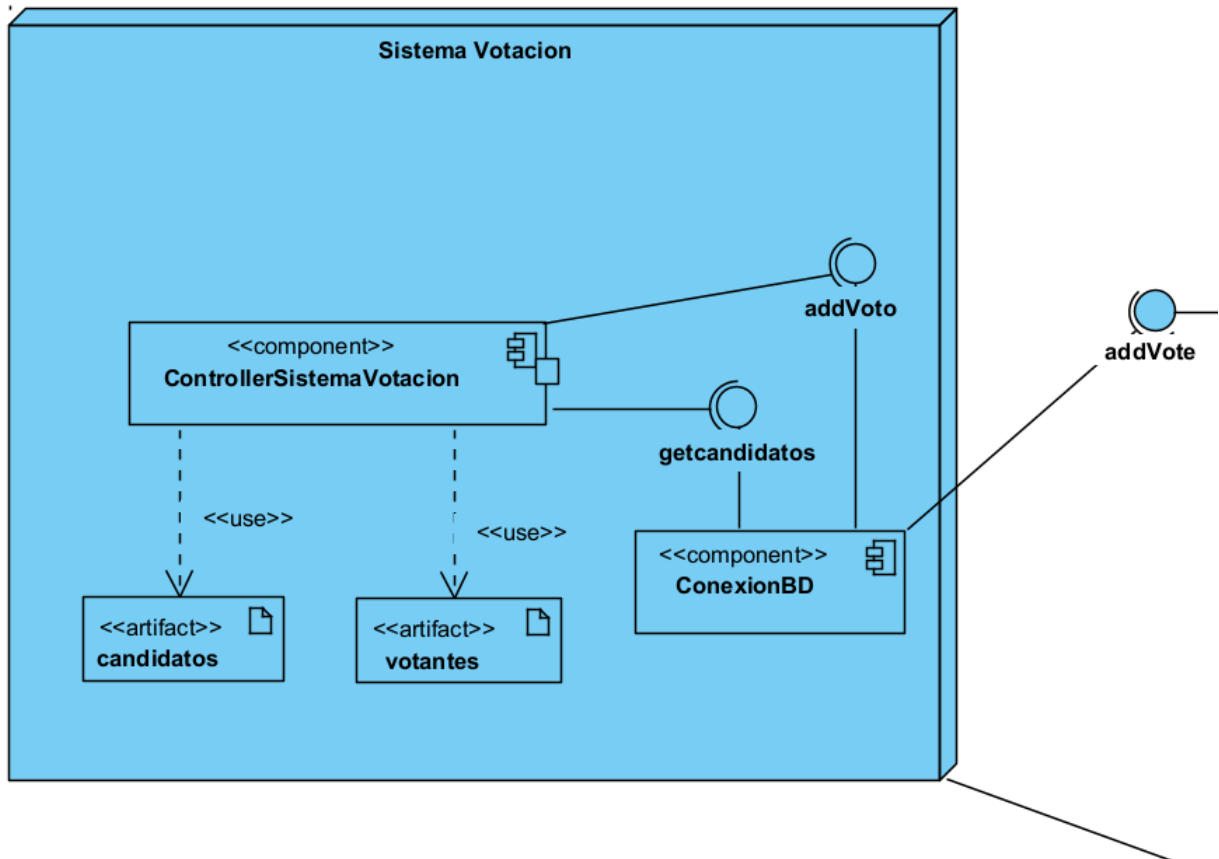 Sistema Votacion
addVoto
addVote
<<component>>
ControllerSistemaVotacion
getcandidatos
<<use>>
<<use>>
<<component>>
ConexionBD
<<artifact>>
candidatos
<<artifact>>
votantes